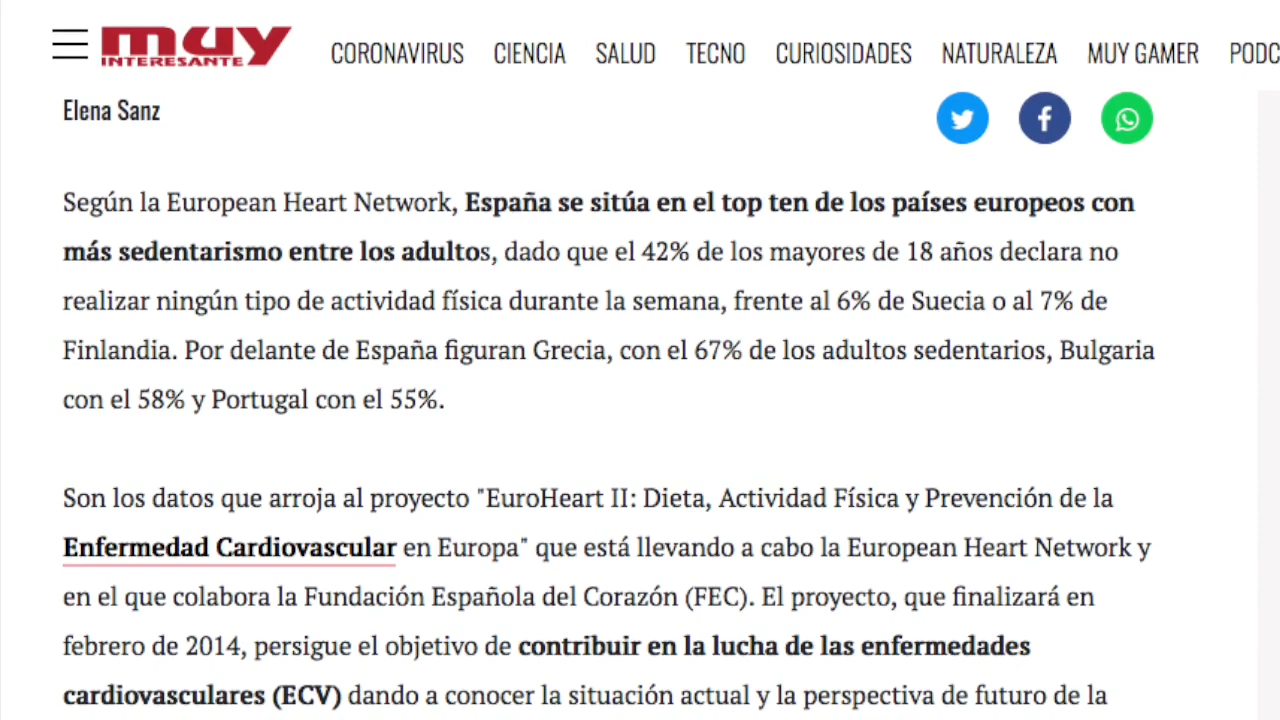 muy
INTERESANTE
CORONAVIRUS CIENCIA SALUD TECNO CURIOSIDADES NATURALEZA MUY GAMER PODC
Elena Sanz
Según la European Heart Network, España se sitúa en el top ten de los países europeos con
más sedentarismo entre los adultos, dado que el 42% de los mayores de 18 años declara no
realizar ningún tipo de actividad física durante la semana, frente al 6% de Suecia o al 7% de
Finlandia. Por delante de España figuran Grecia, con el 67% de los adultos sedentarios, Bulgaria
con el 58% y Portugal con el 55%.
Son los datos que arroja al proyecto "EuroHeart II: Dieta, Actividad Física y Prevención de la
Enfermedad Cardiovascular en Europa" que está llevando a cabo la European Heart Network y
en el que colabora la Fundación Española del Corazón (FEC). El proyecto, que finalizará en
febrero de 2014, persigue el objetivo de contribuir en la lucha de las enfermedades
cardiovasculares (ECV) dando a conocer la situación actual y la perspectiva de futuro de la